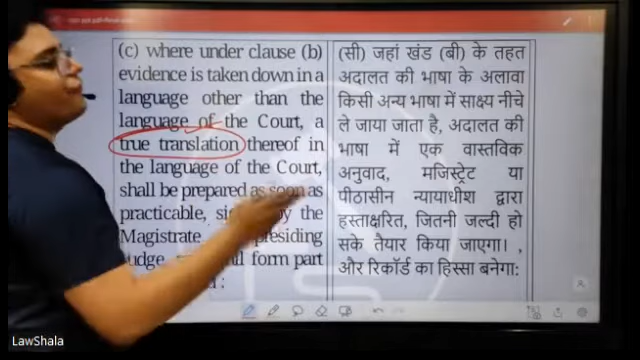 (c) where under clause (b)
evidence is taken down in a
language other than the
language of the Court, a
true translation thereof in
the language of the Court,
shall be prepared as soon as
practicable, by the
Magistrate presiding
form part
:
(सी) जहां खंड (बी) के तहत
अदालत की भाषा के अलावा
किसी अन्य भाषा में साक्ष्य नीचे
ले जाया जाता है, अदालत की
भाषा में एक वास्तविक
अनुवाद, मजिस्ट्रेट या
पीठासीन न्यायाधीश द्वारा
हस्ताक्षरित, जितनी जल्दी हो
सके तैयार किया जाएगा। ,
और रिकॉर्ड का हिस्सा बनेगा:
LawShala